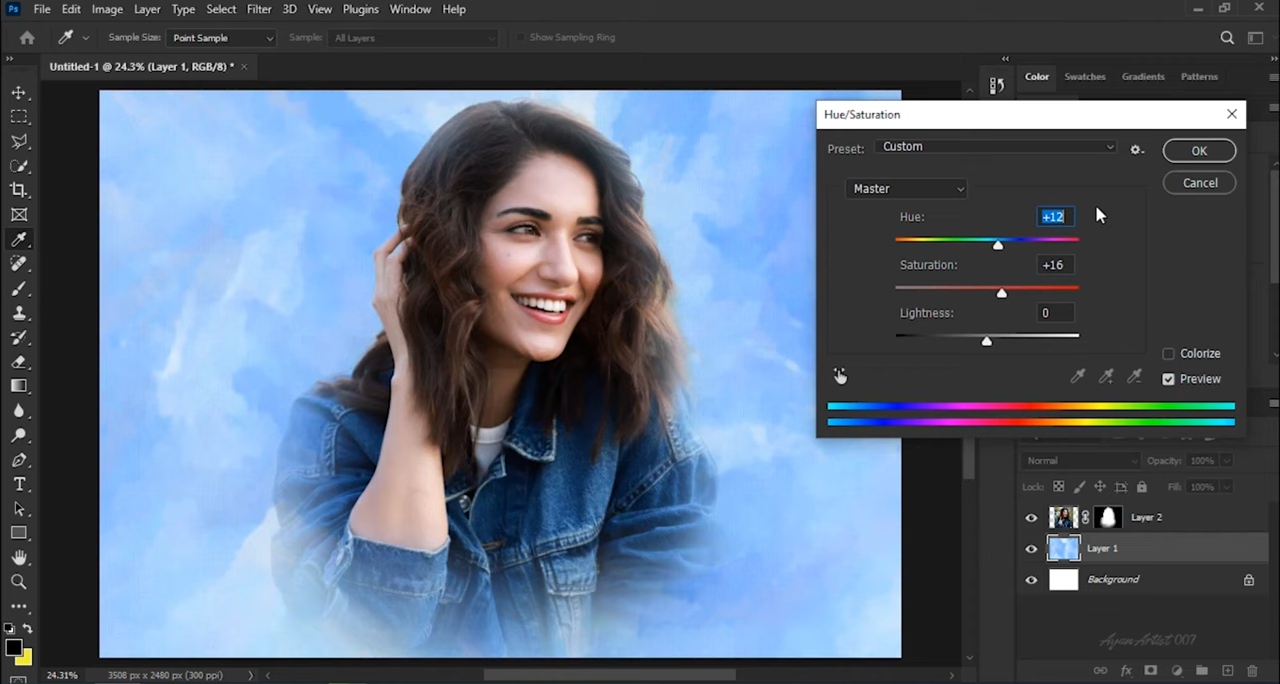 Ps File Edit Image Layer Type Select Filter 3D View Plugins Window Help
Sample Size: Point Sample Sample: All Layers Show Sampling Ring
Untitled-1 @ 24.3% (Layer 1, RGB/8) * ×
Color Swatches Gradients Patterns
Hue/Saturation
Preset: Custom
OK
Master
Cancel
Hue: +12
Saturation: +16
Lightness: 0
Colorize
Preview
Normal Opacity: 100%
Lock: Fill: 100%
Layer 2
Layer 1
Background
Ayan Artist 007
24.31% 3508 px x 2480 px (300 ppi)